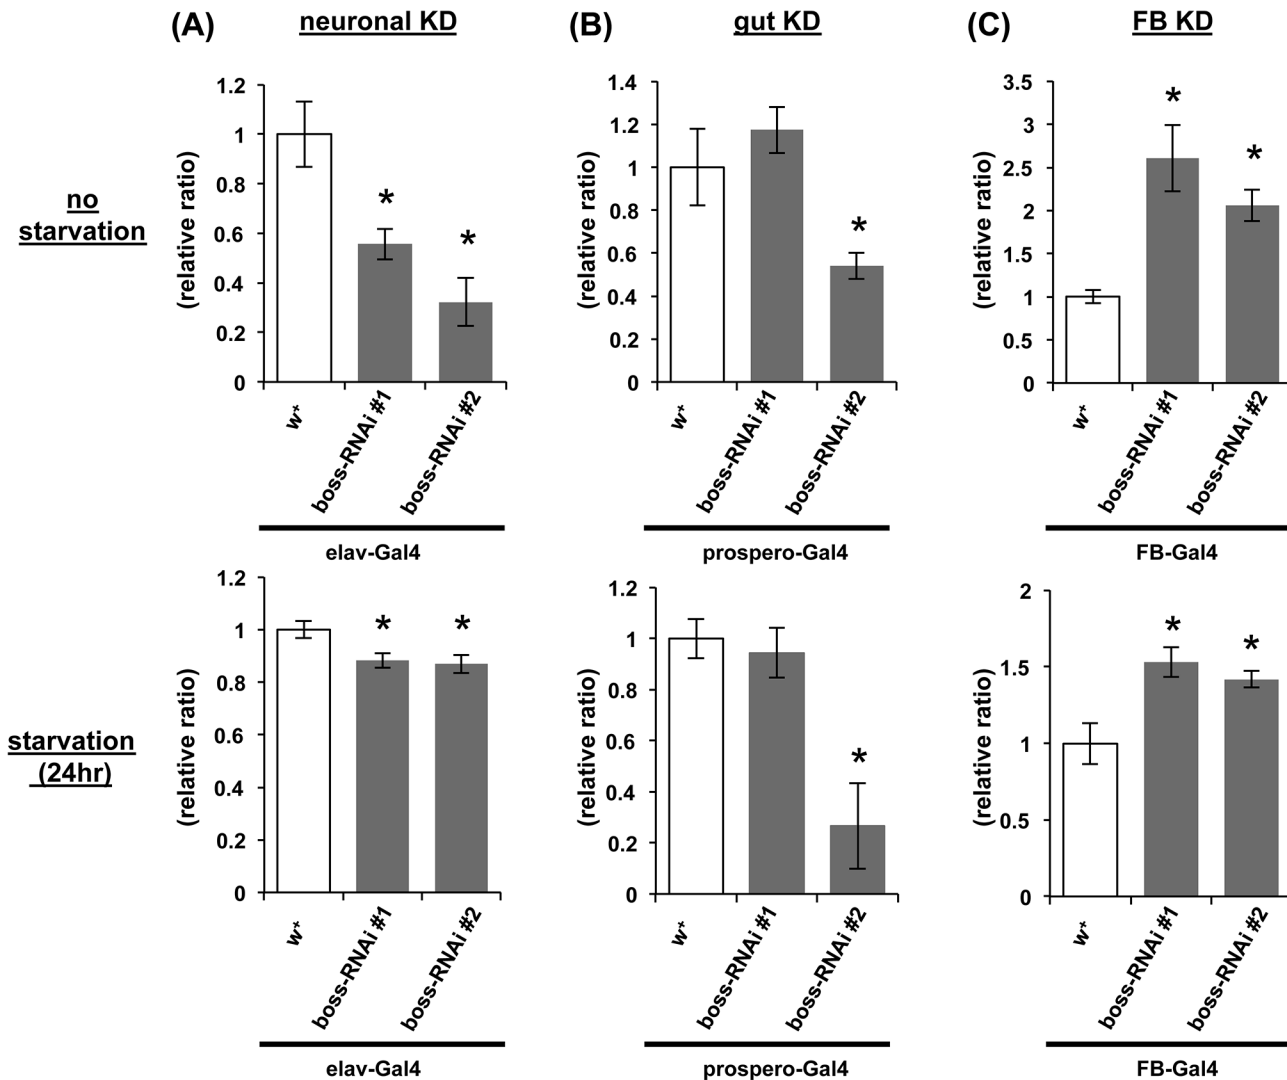 (A) neuronal KD
(B) gut KD
(C) FB KD
no
starvation
(relative ratio)
1.2
1
0.8
0.6
0.4
0.2
0
*
*
w+
boss-RNAi #1
boss-RNAi #2
elav-Gal4
(relative ratio)
1.4
1.2
1
0.8
0.6
0.4
0.2
0
*
w+
boss-RNAi #1
boss-RNAi #2
prospero-Gal4
(relative ratio)
3.5
3
2.5
2
1.5
1
0.5
0
*
*
w+
boss-RNAi #1
boss-RNAi #2
FB-Gal4
starvation
(24hr)
(relative ratio)
1.2
1
0.8
0.6
0.4
0.2
0
*
*
w+
boss-RNAi #1
boss-RNAi #2
elav-Gal4
(relative ratio)
1.2
1
0.8
0.6
0.4
0.2
0
*
w+
boss-RNAi #1
boss-RNAi #2
prospero-Gal4
(relative ratio)
2
1.5
1
0.5
0
*
*
w+
boss-RNAi #1
boss-RNAi #2
FB-Gal4